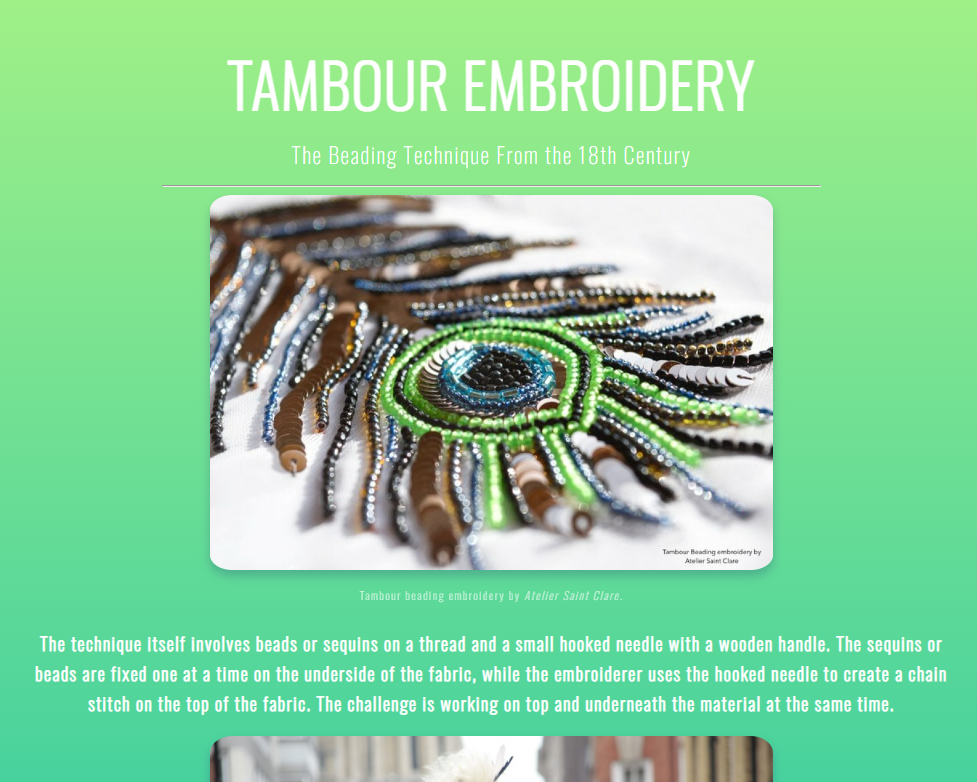 TAMBOUR EMBROIDERY
The Beading Technique From the 18th Century
Tambour Beading embroidery by
Atelier Saint Clare
Tambour beading embroidery by Atelier Saint Clare.
The technique itself involves beads or sequins on a thread and a small hooked needle with a wooden handle. The sequins or
beads are fixed one at a time on the underside of the fabric, while the embroiderer uses the hooked needle to create a chain
stitch on the top of the fabric. The challenge is working on top and underneath the material at the same time.